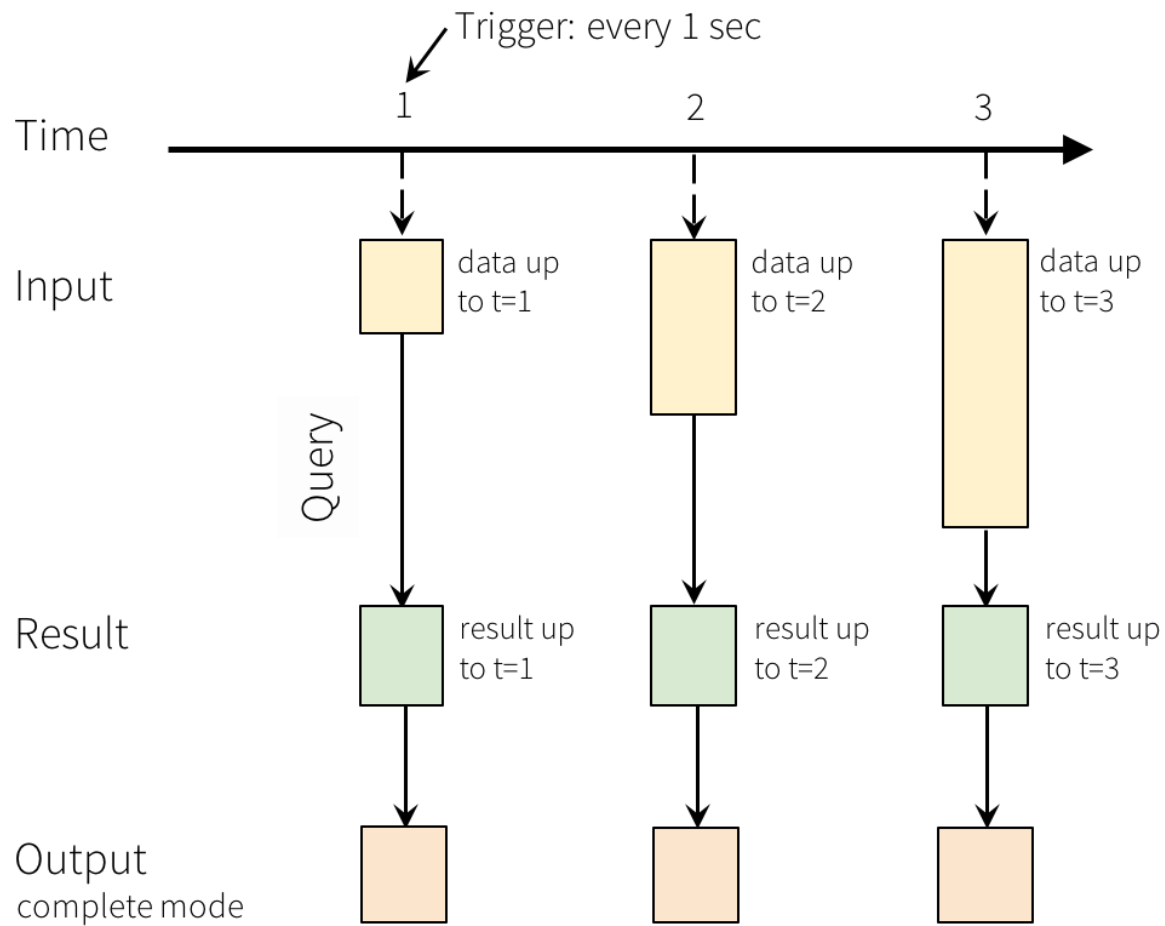 Trigger: every 1 sec
1 2 3
Time
Input
data up
to t=1
data up
to t=2
data up
to t=3
Query
Result
result up
to t=1
result up
to t=2
result up
to t=3
Output
complete mode